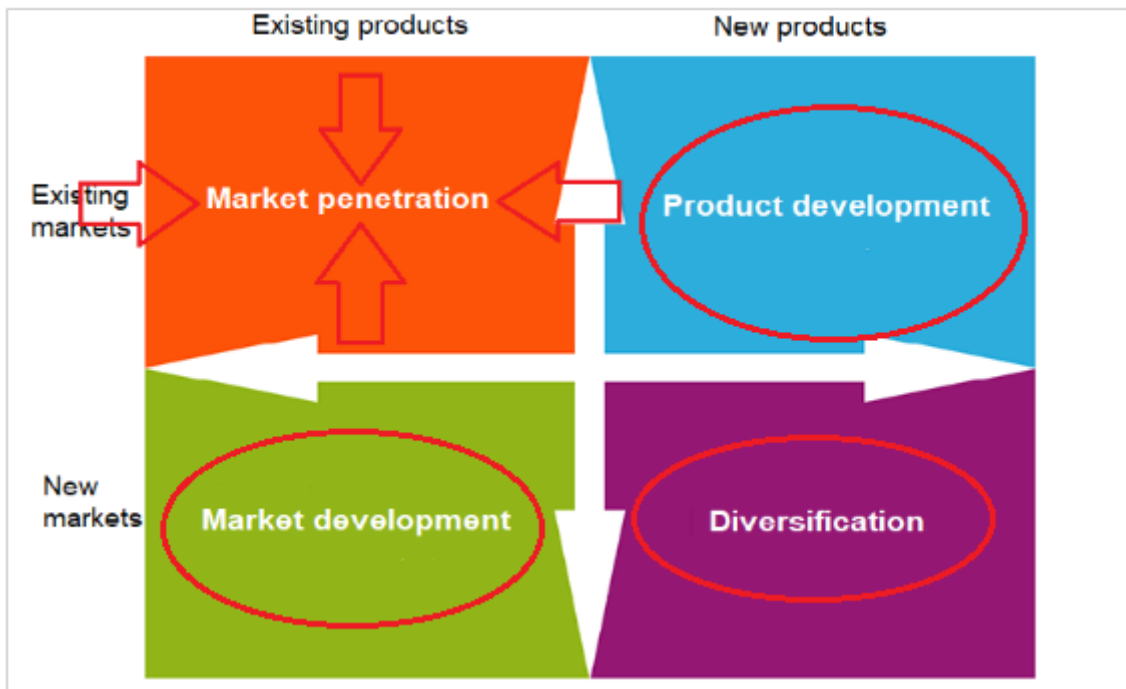 Existing products
New products
Existing
markets
Market penetration
Product development
New
markets
Market development
Diversification